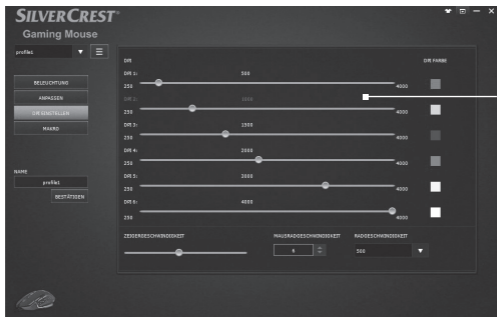 SILVERCREST®
Gaming Mouse
profile1
BELEUCHTUNG
ANPASSEN
DPI EINSTELLEN
MAKRO
NAME
profile1
BESTÄTIGEN
DPI DPI FARBE
DPI 1: 500
250 4000
DPI 2: 1000
250 4000
DPI 3: 1500
250 4000
DPI 4: 2000
250 4000
DPI 5: 3000
250 4000
DPI 6: 4000
250 4000
ZEIGERGESCHWINDIGKEIT MAUSRADGESCHWINDIGKEIT RADGESCHWINDIGKEIT
500